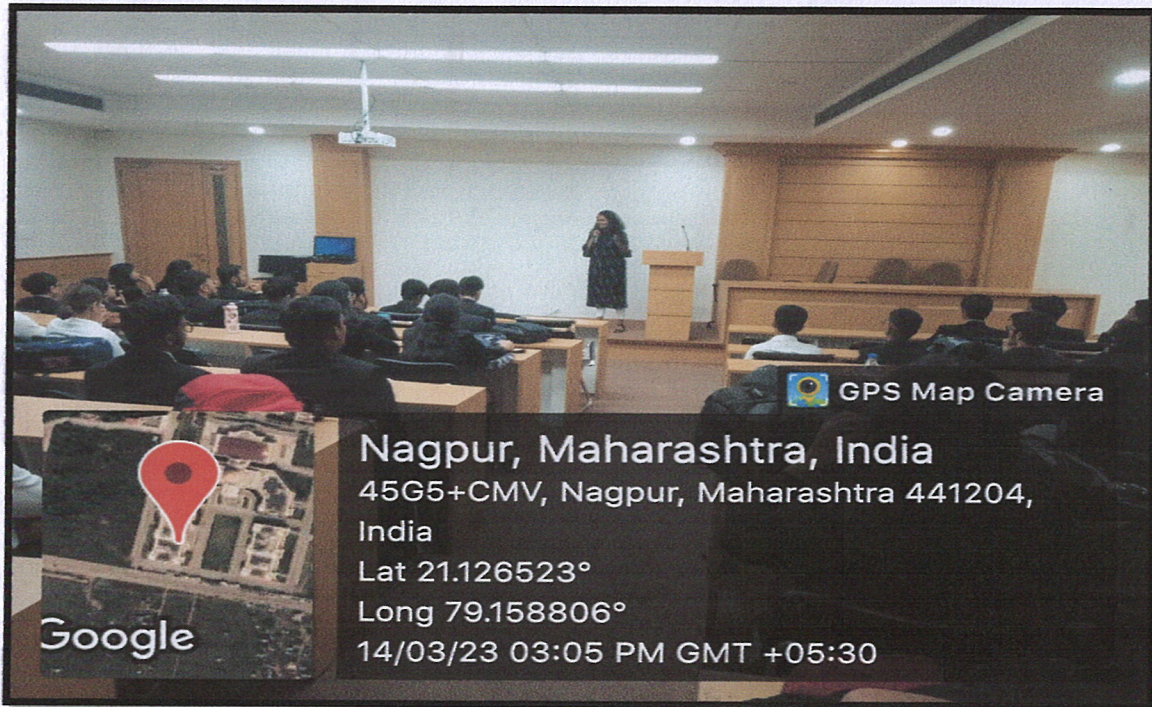 GPS Map Camera
Nagpur, Maharashtra, India
45G5+CMV, Nagpur, Maharashtra 441204,
India
Lat 21.126523°
Long 79.158806°
14/03/23 03:05 PM GMT +05:30
Google